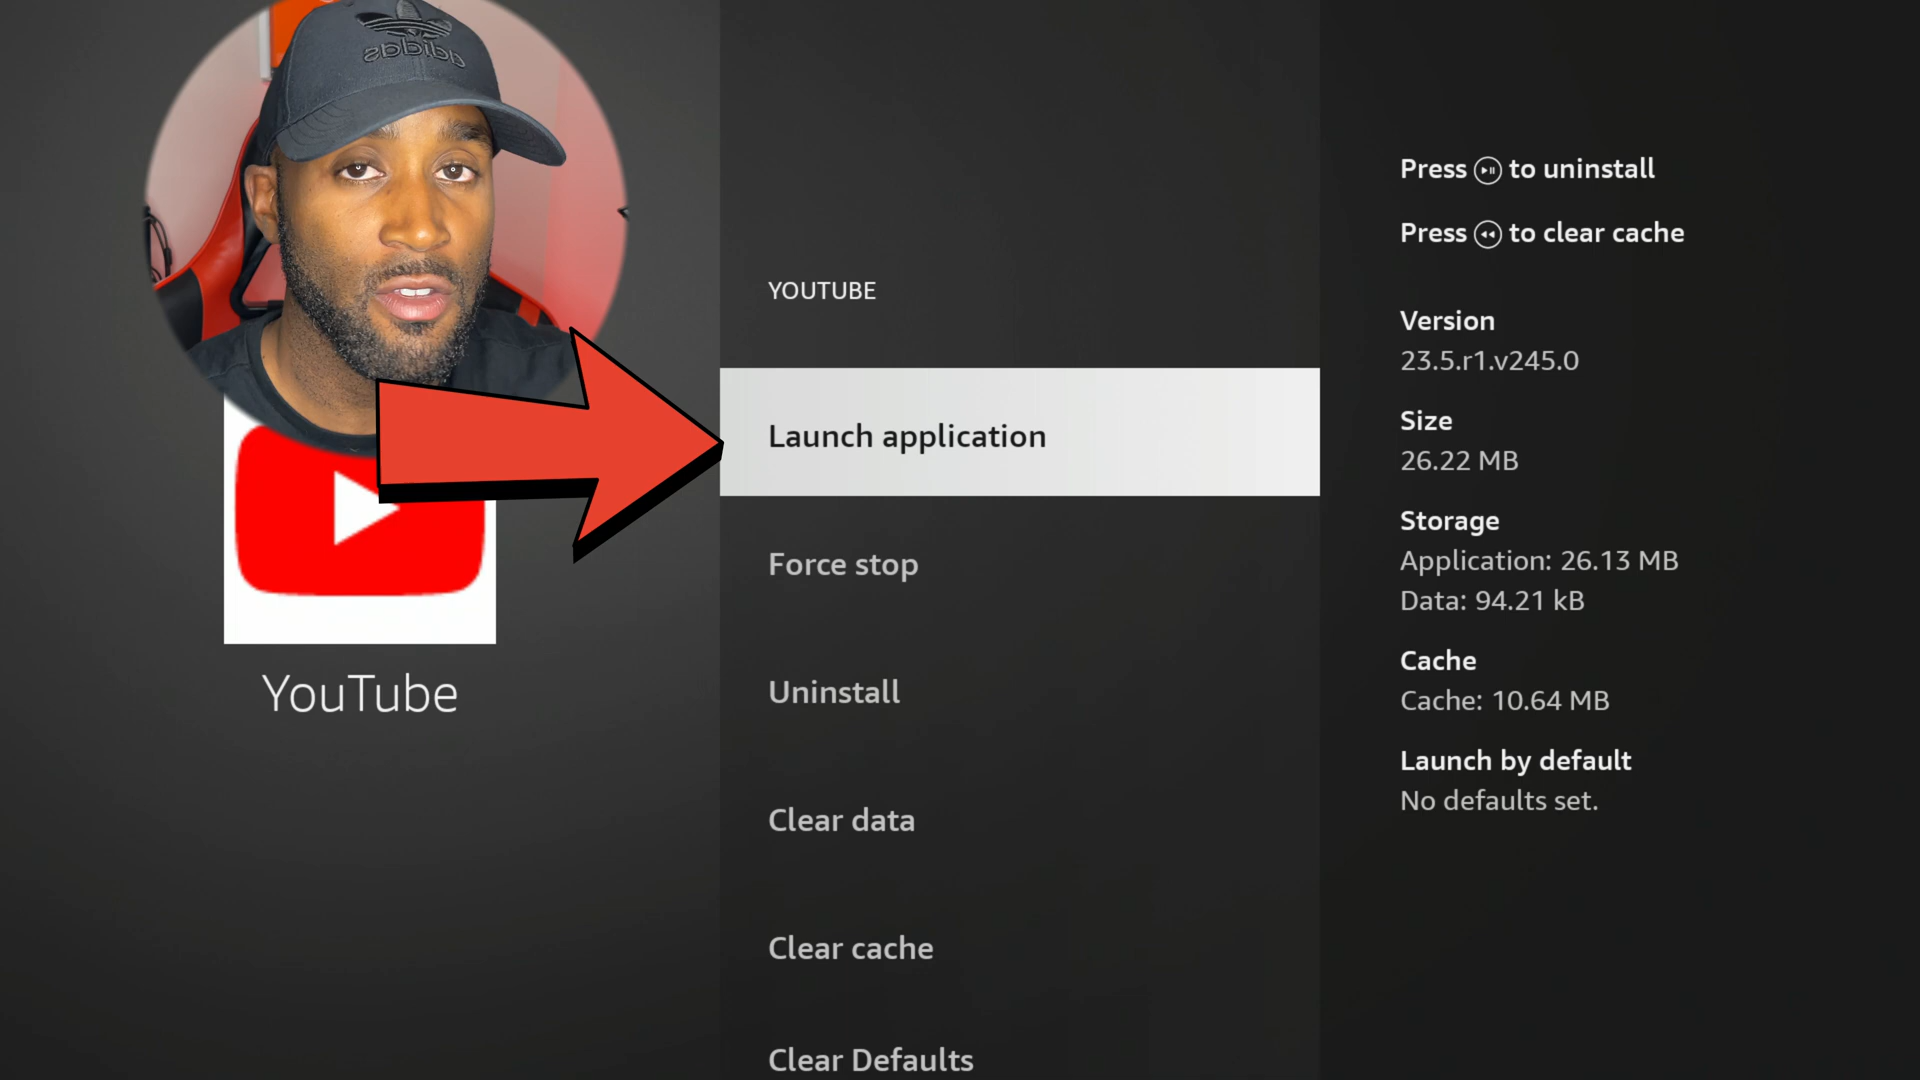 adidas
YOUTUBE
Launch application
Force stop
Uninstall
Clear data
Clear cache
Clear Defaults
YouTube
Press to uninstall
Press to clear cache
Version
23.5.r1.v245.0
Size
26.22 MB
Storage
Application: 26.13 MB
Data: 94.21 kB
Cache
Cache: 10.64 MB
Launch by default
No defaults set.